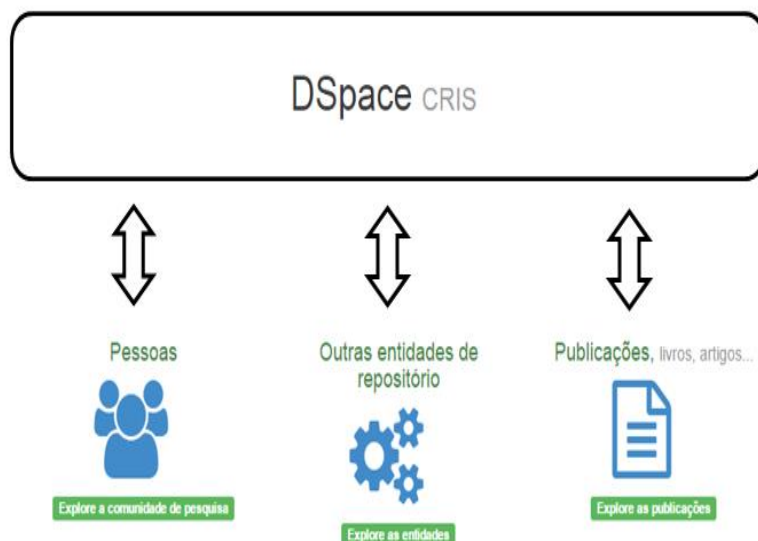 DSpace CRIS
Pessoas
Outras entidades de
repositório
Publicações, livros, artigos...
Explore a comunidade de pesquisa
Explore as entidades
Explore as publicações